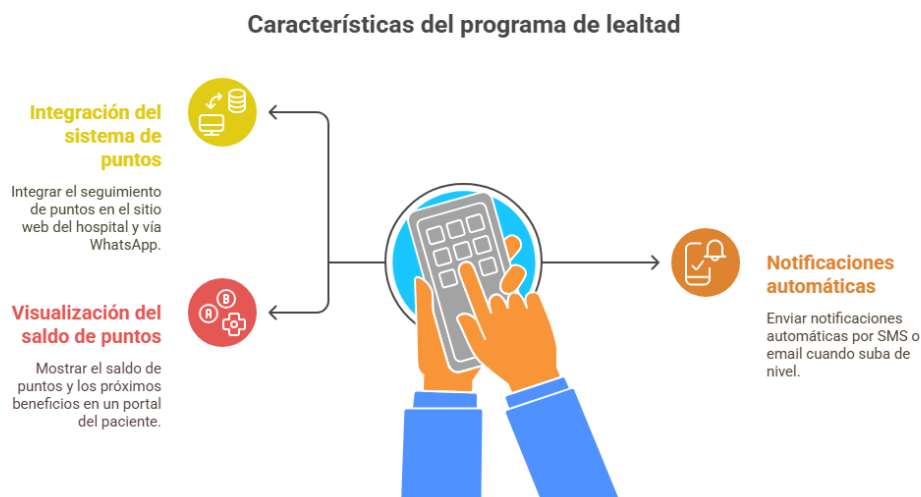 Características del programa de lealtad
Integración del
sistema de
puntos
Integrar el seguimiento
de puntos en el sitio
web del hospital y vía
WhatsApp.
Visualización del
saldo de puntos
Mostrar el saldo de
puntos y los próximos
beneficios en un portal
del paciente.
A
B
Notificaciones
automáticas
Enviar notificaciones
automáticas por SMS o
email cuando suba de
nivel.